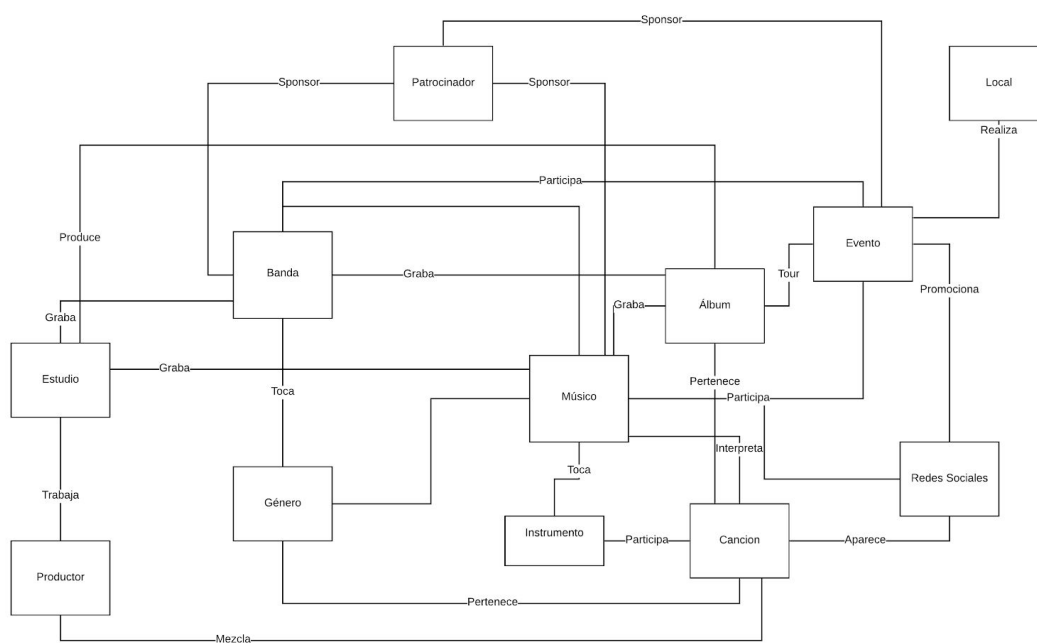 Sponsor
Patrocinador
Sponsor
Sponsor
Local
Realiza
Participa
Produce
Banda
Graba
Evento
Tour
Promociona
Álbum
Graba
Graba
Estudio
Graba
Pertenece
Toca
Músico
Participa
Interpreta
Toca
Redes Sociales
Trabaja
Género
Instrumento
Participa
Cancion
Aparece
Productor
Pertenece
Mezcla